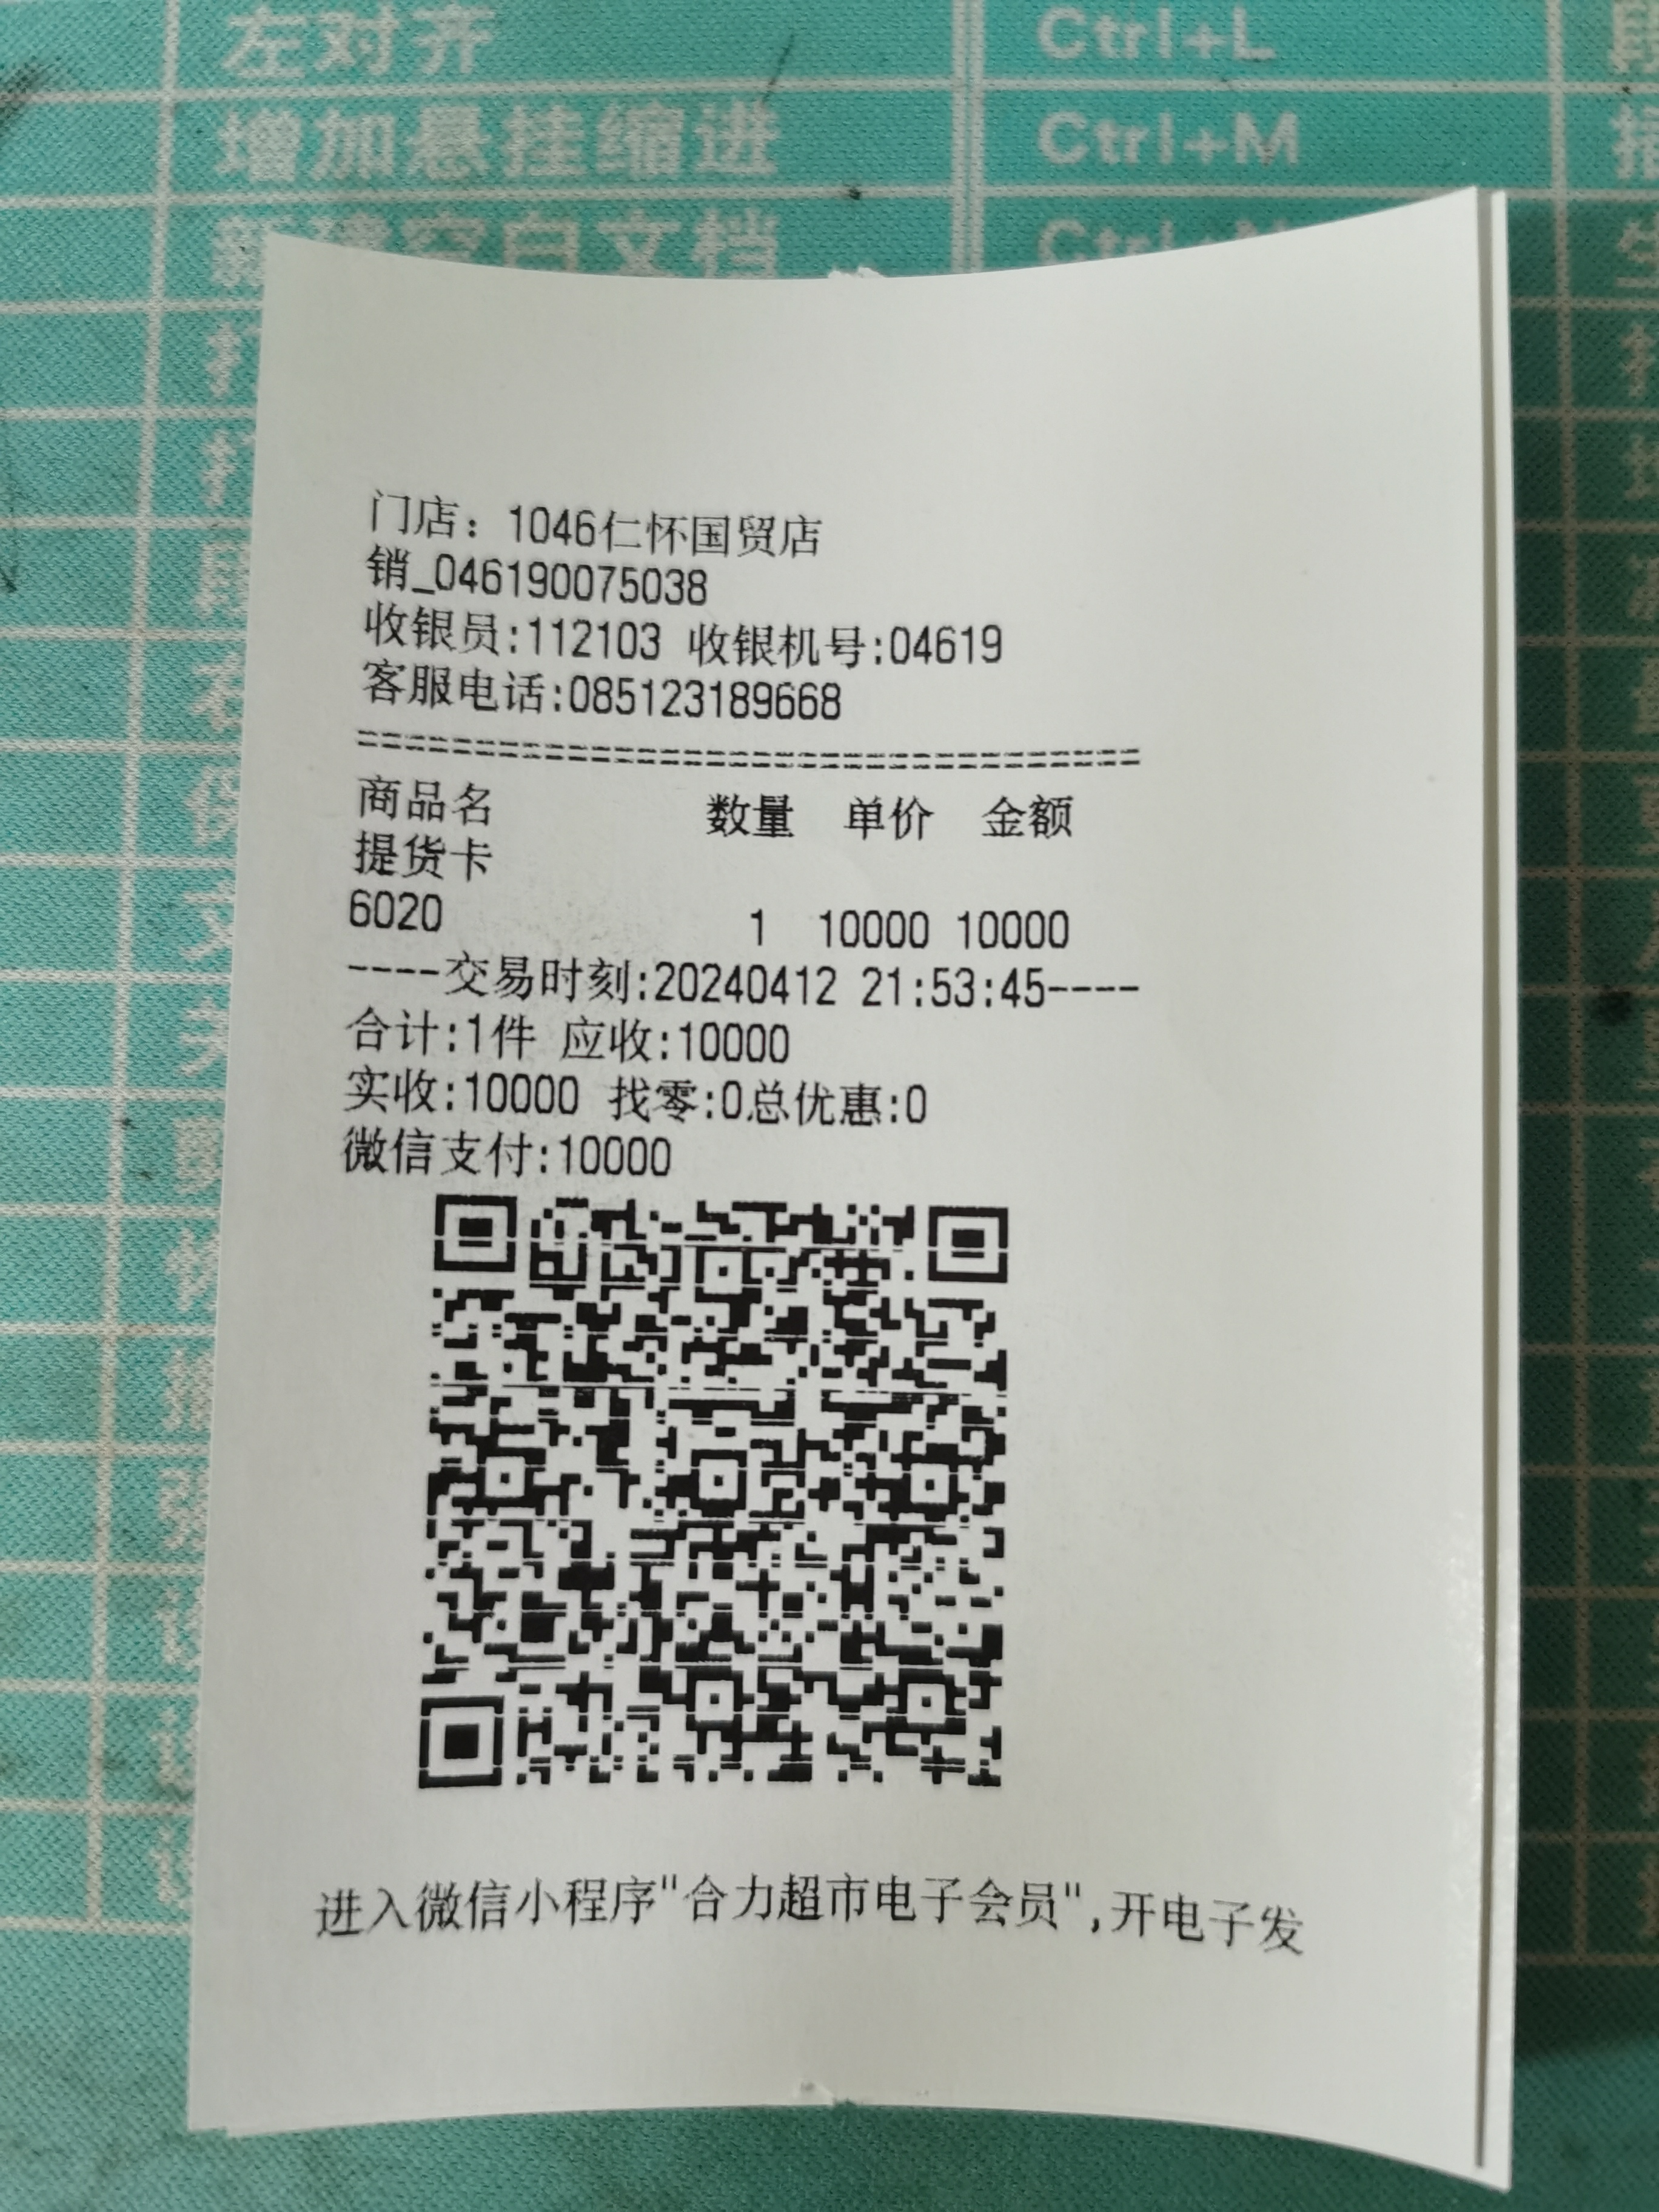 左对齐 Ctrl+L
增加悬挂缩进 Ctrl+M
空白文档
门店：1046仁怀国贸店
销_046190075038
收银员:112103 收银机号:04619
客服电话:085123189668
==================================
商品名 数量 单价 金额
提货卡
6020 1 10000 10000
----交易时刻:20240412 21:53:45----
合计:1件 应收:10000
实收:10000 找零:0总优惠:0
微信支付:10000
进入微信小程序"合力超市电子会员",开电子发